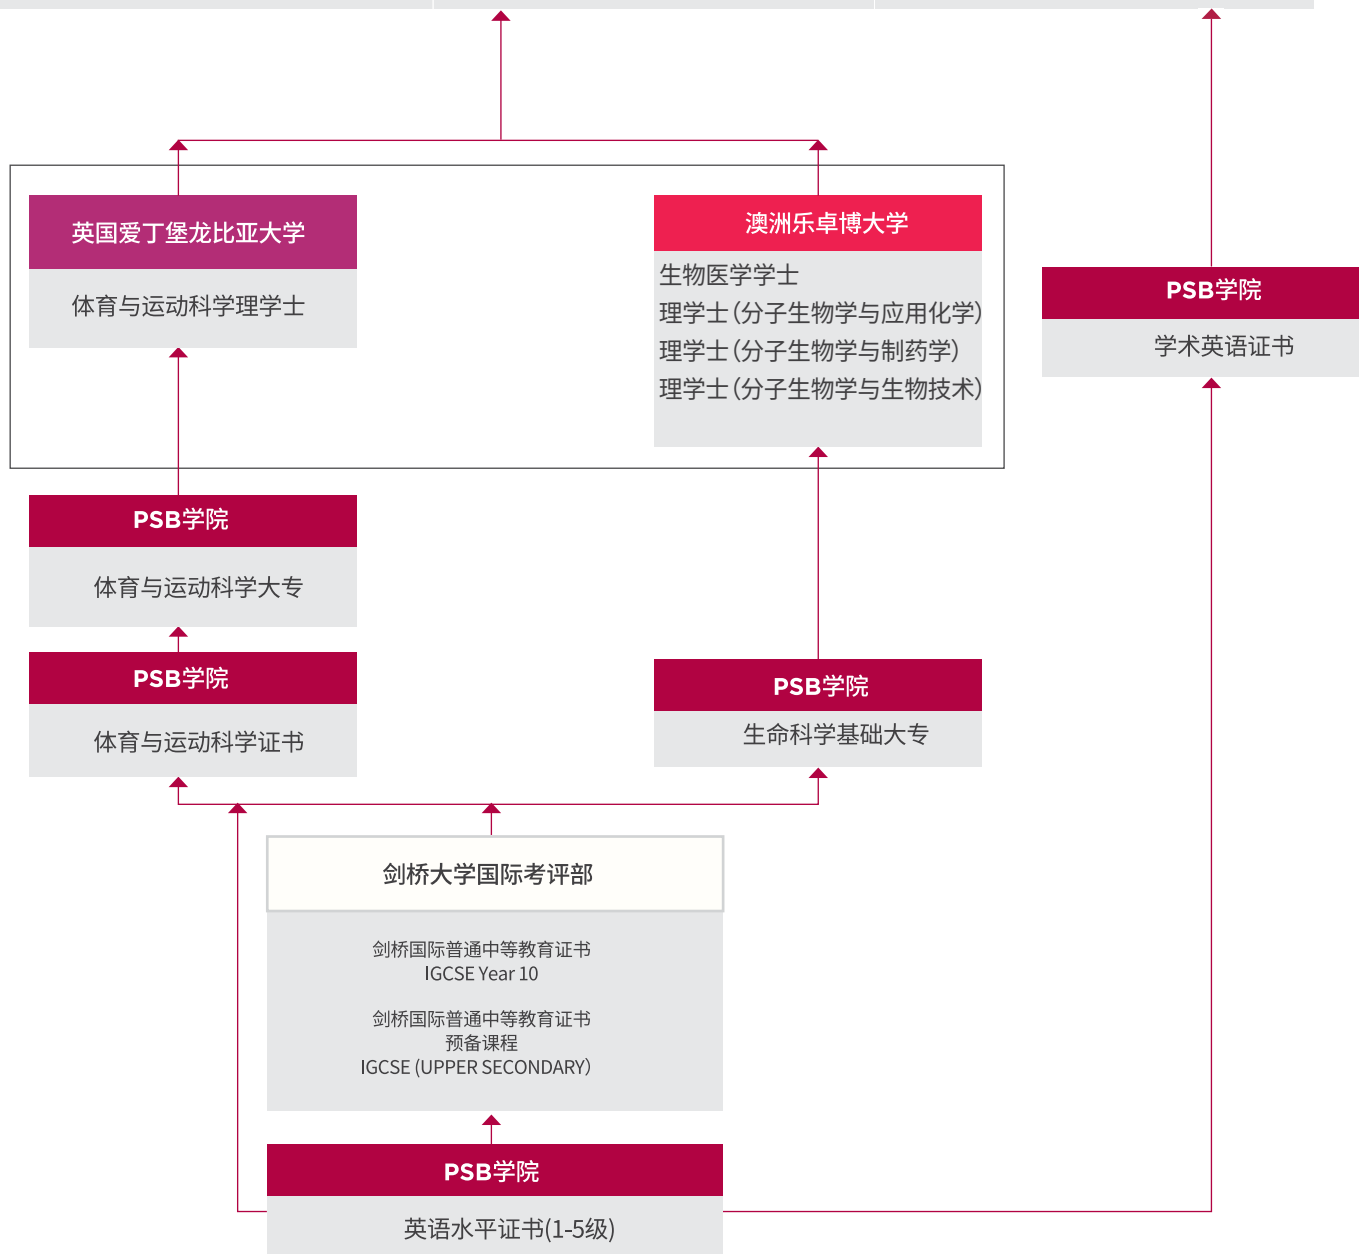 英国爱丁堡龙比亚大学
体育与运动科学理学士
澳洲乐卓博大学
生物医学学士
理学士（分子生物学与应用化学）
理学士（分子生物学与制药学）
理学士（分子生物学与生物技术）
PSB学院
学术英语证书
PSB学院
体育与运动科学大专
PSB学院
体育与运动科学证书
PSB学院
生命科学基础大专
剑桥大学国际考评部
剑桥国际普通中等教育证书
IGCSE Year 10
剑桥国际普通中等教育证书
预备课程
IGCSE (UPPER SECONDARY）
PSB学院
英语水平证书(1-5级)